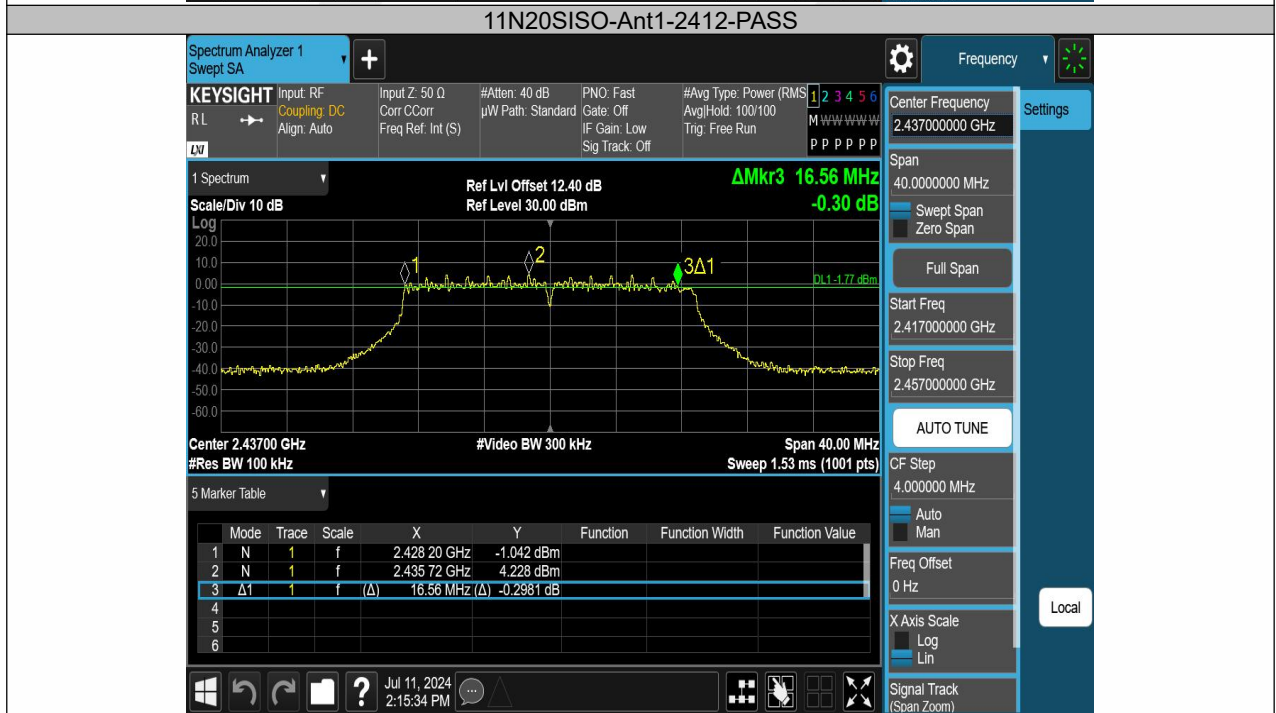 11N20SISO-Ant1-2412-PASS
Spectrum Analyzer 1
Swept SA
+
Frequency
KEYSIGHT
RL
LXI
Input: RF
Coupling: DC
Align: Auto
Input Z: 50 Ω
Corr CCorr
Freq Ref: Int (S)
#Atten: 40 dB
µW Path: Standard
PNO: Fast
Gate: Off
IF Gain: Low
Sig Track: Off
#Avg Type: Power (RMS
Avg|Hold: 100/100
Trig: Free Run
1 2 3 4 5 6
M W W W W W
P P P P P P
Center Frequency
2.437000000 GHz
Settings
Span
40.0000000 MHz
Swept Span
Zero Span
Full Span
Start Freq
2.417000000 GHz
Stop Freq
2.457000000 GHz
AUTO TUNE
CF Step
4.000000 MHz
Auto
Man
Freq Offset
0 Hz
X Axis Scale
Log
Lin
Signal Track
(Span Zoom)
Local
1 Spectrum
Scale/Div 10 dB
Ref Lvl Offset 12.40 dB
Ref Level 30.00 dBm
ΔMkr3 16.56 MHz
-0.30 dB
Log
20.0
10.0
0.00
-10.0
-20.0
-30.0
-40.0
-50.0
-60.0
1
2
3Δ1
DL1 -1.77 dBm
Center 2.43700 GHz
#Video BW 300 kHz
Span 40.00 MHz
#Res BW 100 kHz
Sweep 1.53 ms (1001 pts)
5 Marker Table
Mode Trace Scale X Y Function Function Width Function Value
1 N 1 f 2.428 20 GHz -1.042 dBm
2 N 1 f 2.435 72 GHz 4.228 dBm
3 Δ1 1 f (Δ) 16.56 MHz (Δ) -0.2981 dB
4
5
6
?
Jul 11, 2024
2:15:34 PM